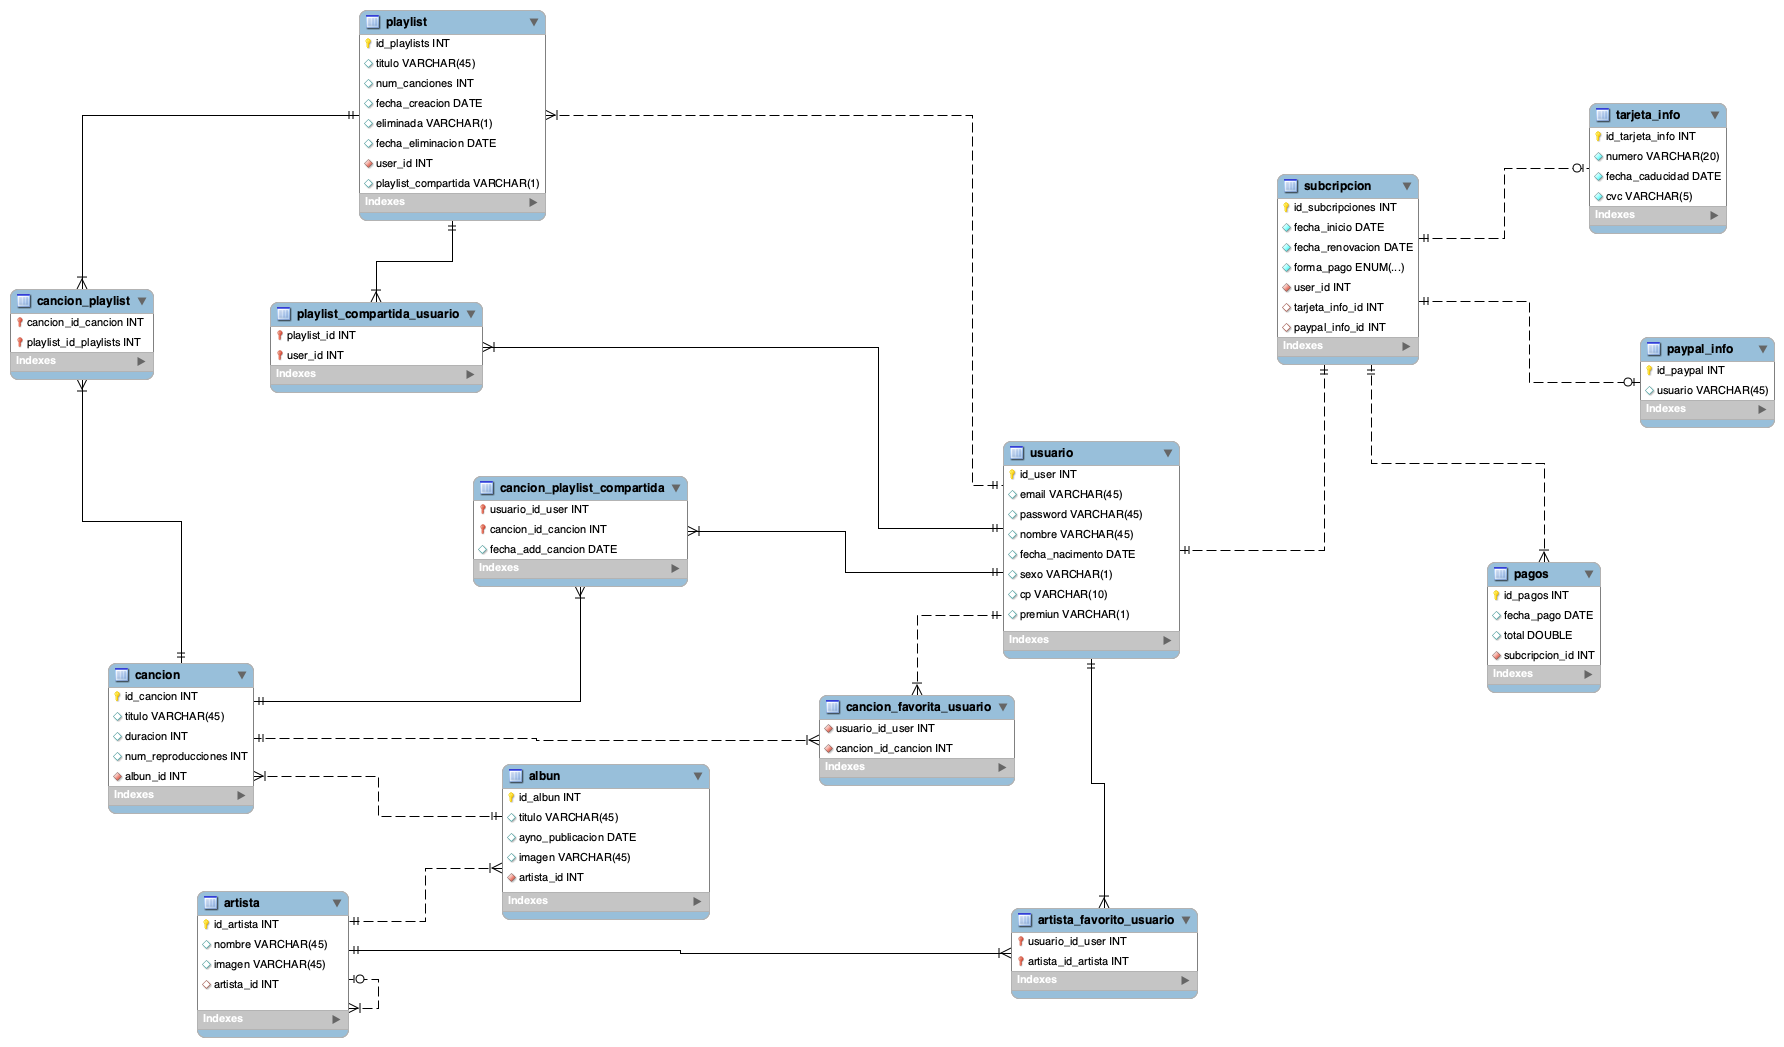 playlist
id_playlists INT
titulo VARCHAR(45)
num_canciones INT
fecha_creacion DATE
eliminada VARCHAR(1)
fecha_eliminacion DATE
user_id INT
playlist_compartida VARCHAR(1)
Indexes
tarjeta_info
id_tarjeta_info INT
numero VARCHAR(20)
fecha_caducidad DATE
cvc VARCHAR(5)
Indexes
subcripcion
id_subcripciones INT
fecha_inicio DATE
fecha_renovacion DATE
forma_pago ENUM(...)
user_id INT
tarjeta_info_id INT
paypal_info_id INT
Indexes
cancion_playlist
cancion_id_cancion INT
playlist_id_playlists INT
Indexes
playlist_compartida_usuario
playlist_id INT
user_id INT
Indexes
paypal_info
id_paypal INT
usuario VARCHAR(45)
Indexes
usuario
id_user INT
email VARCHAR(45)
password VARCHAR(45)
nombre VARCHAR(45)
fecha_nacimento DATE
sexo VARCHAR(1)
cp VARCHAR(10)
premiun VARCHAR(1)
Indexes
cancion_playlist_compartida
usuario_id_user INT
cancion_id_cancion INT
fecha_add_cancion DATE
Indexes
pagos
id_pagos INT
fecha_pago DATE
total DOUBLE
subcripcion_id INT
Indexes
cancion
id_cancion INT
titulo VARCHAR(45)
duracion INT
num_reproducciones INT
albun_id INT
Indexes
cancion_favorita_usuario
usuario_id_user INT
cancion_id_cancion INT
Indexes
albun
id_albun INT
titulo VARCHAR(45)
ayno_publicacion DATE
imagen VARCHAR(45)
artista_id INT
Indexes
artista
id_artista INT
nombre VARCHAR(45)
imagen VARCHAR(45)
artista_id INT
Indexes
artista_favorito_usuario
usuario_id_user INT
artista_id_artista INT
Indexes